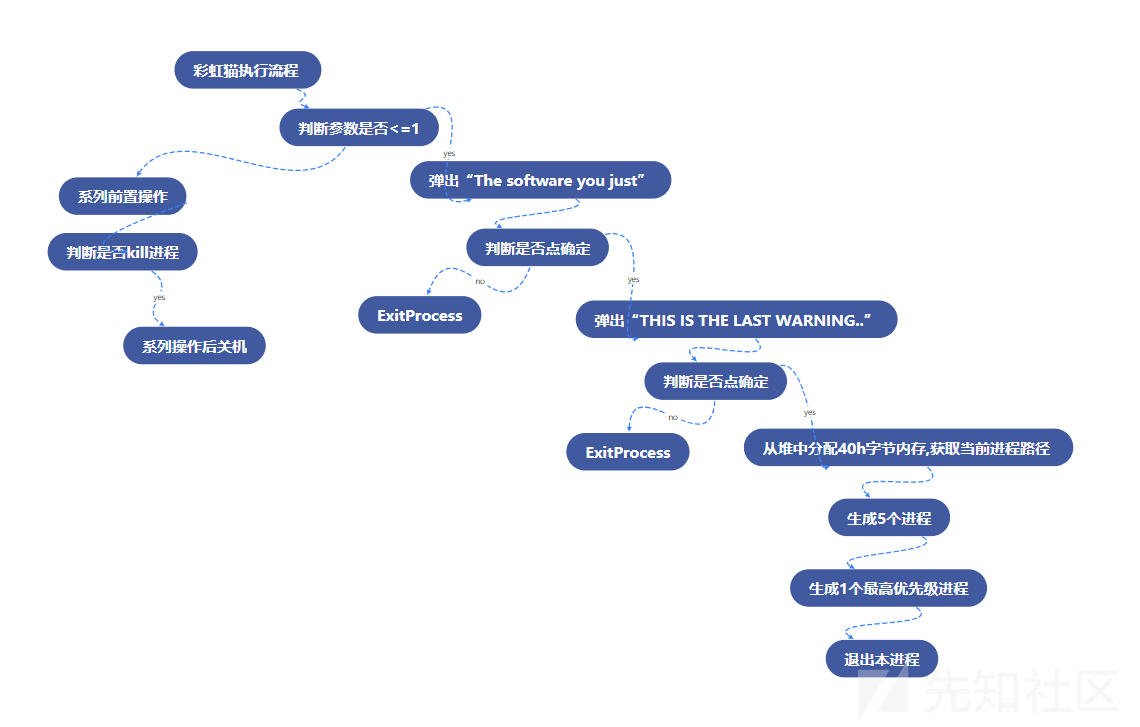 彩虹猫执行流程
判断参数是否<=1
yes
弹出“The software you just”
系列前置操作
判断是否点确定
判断是否kill进程
yes
no
yes
ExitProcess
弹出“THIS IS THE LAST WARNING..”
系列操作后关机
判断是否点确定
yes
no
从堆中分配40h字节内存,获取当前进程路径
ExitProcess
生成5个进程
生成1个最高优先级进程
退出本进程
先知社区